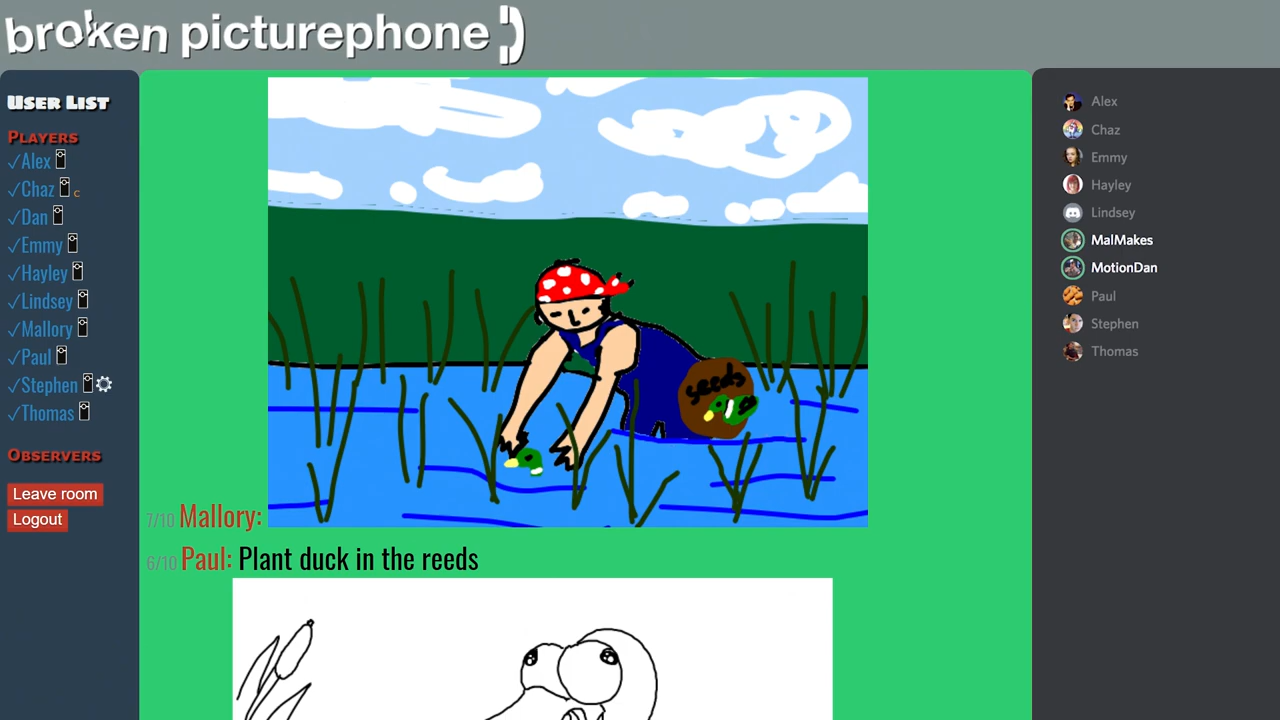 broken picturephone
User List
Players
✓Alex
✓Chaz c
✓Dan
✓Emmy
✓Hayley
✓Lindsey
✓Mallory
✓Paul
✓Stephen
✓Thomas
Observers
Leave room
Logout
seeds
7/10 Mallory:
6/10 Paul: Plant duck in the reeds
Alex
Chaz
Emmy
Hayley
Lindsey
MalMakes
MotionDan
Paul
Stephen
Thomas